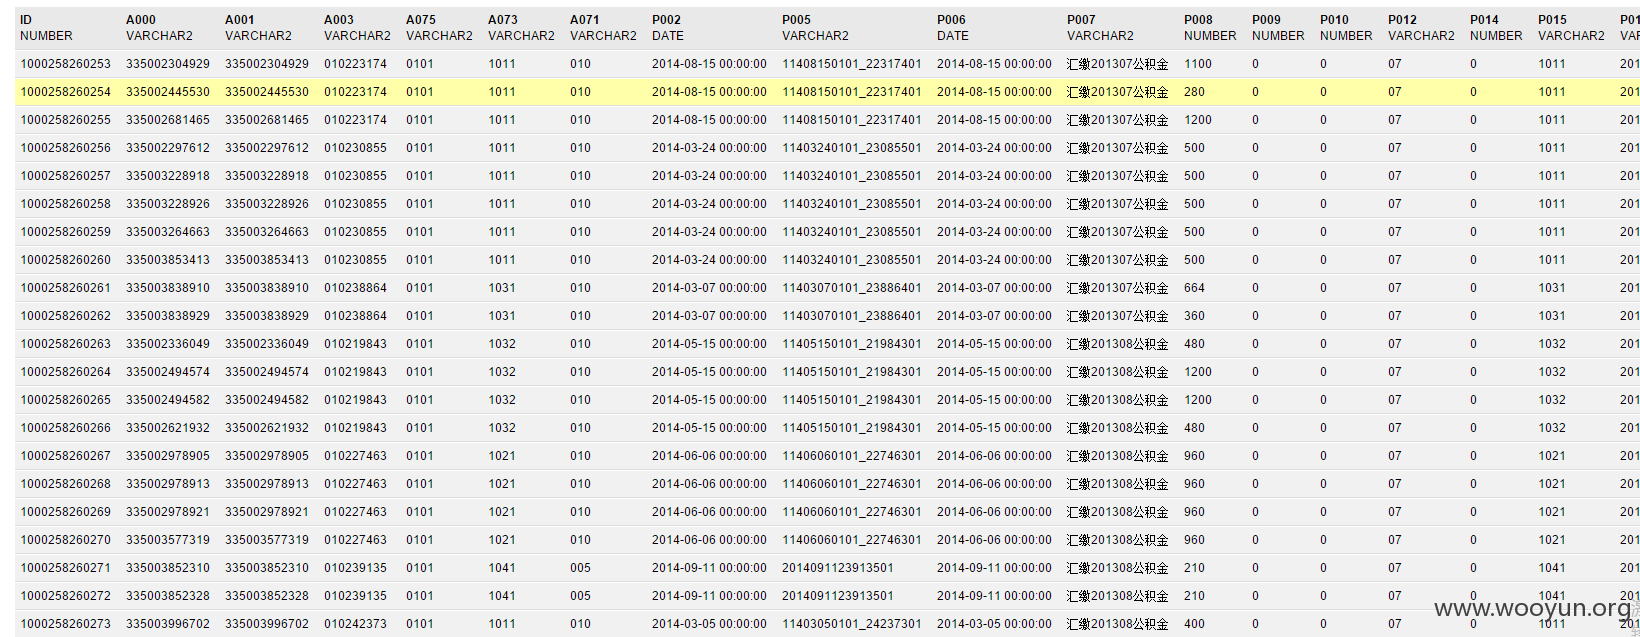 ID A000 A001 A003 A075 A073 A071 P002 P005 P006 P007 P008 P009 P010 P012 P014 P015
NUMBER VARCHAR2 VARCHAR2 VARCHAR2 VARCHAR2 VARCHAR2 VARCHAR2 DATE VARCHAR2 DATE VARCHAR2 NUMBER NUMBER NUMBER VARCHAR2 NUMBER VARCHAR2
1000258260253 335002304929 335002304929 010223174 0101 1011 010 2014-08-15 00:00:00 11408150101_22317401 2014-08-15 00:00:00 汇缴201307公积金 1100 0 0 07 0 1011 201
1000258260254 335002445530 335002445530 010223174 0101 1011 010 2014-08-15 00:00:00 11408150101_22317401 2014-08-15 00:00:00 汇缴201307公积金 280 0 0 07 0 1011 201
1000258260255 335002681465 335002681465 010223174 0101 1011 010 2014-08-15 00:00:00 11408150101_22317401 2014-08-15 00:00:00 汇缴201307公积金 1200 0 0 07 0 1011 201
1000258260256 335002297612 335002297612 010230855 0101 1011 010 2014-03-24 00:00:00 11403240101_23085501 2014-03-24 00:00:00 汇缴201307公积金 500 0 0 07 0 1011 201
1000258260257 335003228918 335003228918 010230855 0101 1011 010 2014-03-24 00:00:00 11403240101_23085501 2014-03-24 00:00:00 汇缴201307公积金 500 0 0 07 0 1011 201
1000258260258 335003228926 335003228926 010230855 0101 1011 010 2014-03-24 00:00:00 11403240101_23085501 2014-03-24 00:00:00 汇缴201307公积金 500 0 0 07 0 1011 201
1000258260259 335003264663 335003264663 010230855 0101 1011 010 2014-03-24 00:00:00 11403240101_23085501 2014-03-24 00:00:00 汇缴201307公积金 500 0 0 07 0 1011 201
1000258260260 335003853413 335003853413 010230855 0101 1011 010 2014-03-24 00:00:00 11403240101_23085501 2014-03-24 00:00:00 汇缴201307公积金 500 0 0 07 0 1011 201
1000258260261 335003838910 335003838910 010238864 0101 1031 010 2014-03-07 00:00:00 11403070101_23886401 2014-03-07 00:00:00 汇缴201307公积金 664 0 0 07 0 1031 201
1000258260262 335003838929 335003838929 010238864 0101 1031 010 2014-03-07 00:00:00 11403070101_23886401 2014-03-07 00:00:00 汇缴201307公积金 360 0 0 07 0 1031 201
1000258260263 335002336049 335002336049 010219843 0101 1032 010 2014-05-15 00:00:00 11405150101_21984301 2014-05-15 00:00:00 汇缴201308公积金 480 0 0 07 0 1032 201
1000258260264 335002494574 335002494574 010219843 0101 1032 010 2014-05-15 00:00:00 11405150101_21984301 2014-05-15 00:00:00 汇缴201308公积金 1200 0 0 07 0 1032 201
1000258260265 335002494582 335002494582 010219843 0101 1032 010 2014-05-15 00:00:00 11405150101_21984301 2014-05-15 00:00:00 汇缴201308公积金 1200 0 0 07 0 1032 201
1000258260266 335002621932 335002621932 010219843 0101 1032 010 2014-05-15 00:00:00 11405150101_21984301 2014-05-15 00:00:00 汇缴201308公积金 480 0 0 07 0 1032 201
1000258260267 335002978905 335002978905 010227463 0101 1021 010 2014-06-06 00:00:00 11406060101_22746301 2014-06-06 00:00:00 汇缴201308公积金 960 0 0 07 0 1021 201
1000258260268 335002978913 335002978913 010227463 0101 1021 010 2014-06-06 00:00:00 11406060101_22746301 2014-06-06 00:00:00 汇缴201308公积金 960 0 0 07 0 1021 201
1000258260269 335002978921 335002978921 010227463 0101 1021 010 2014-06-06 00:00:00 11406060101_22746301 2014-06-06 00:00:00 汇缴201308公积金 960 0 0 07 0 1021 201
1000258260270 335003577319 335003577319 010227463 0101 1021 010 2014-06-06 00:00:00 11406060101_22746301 2014-06-06 00:00:00 汇缴201308公积金 960 0 0 07 0 1021 201
1000258260271 335003852310 335003852310 010239135 0101 1041 005 2014-09-11 00:00:00 2014091123913501 2014-09-11 00:00:00 汇缴201308公积金 210 0 0 07 0 1041 201
1000258260272 335003852328 335003852328 010239135 0101 1041 005 2014-09-11 00:00:00 2014091123913501 2014-09-11 00:00:00 汇缴201308公积金 210 0 0 07 0 1041 201
www.wooyun.org
1000258260273 335003996702 335003996702 010242373 0101 1011 010 2014-03-05 00:00:00 11403050101_24237301 2014-03-05 00:00:00 汇缴201308公积金 400 0 0 07 0 1011 201